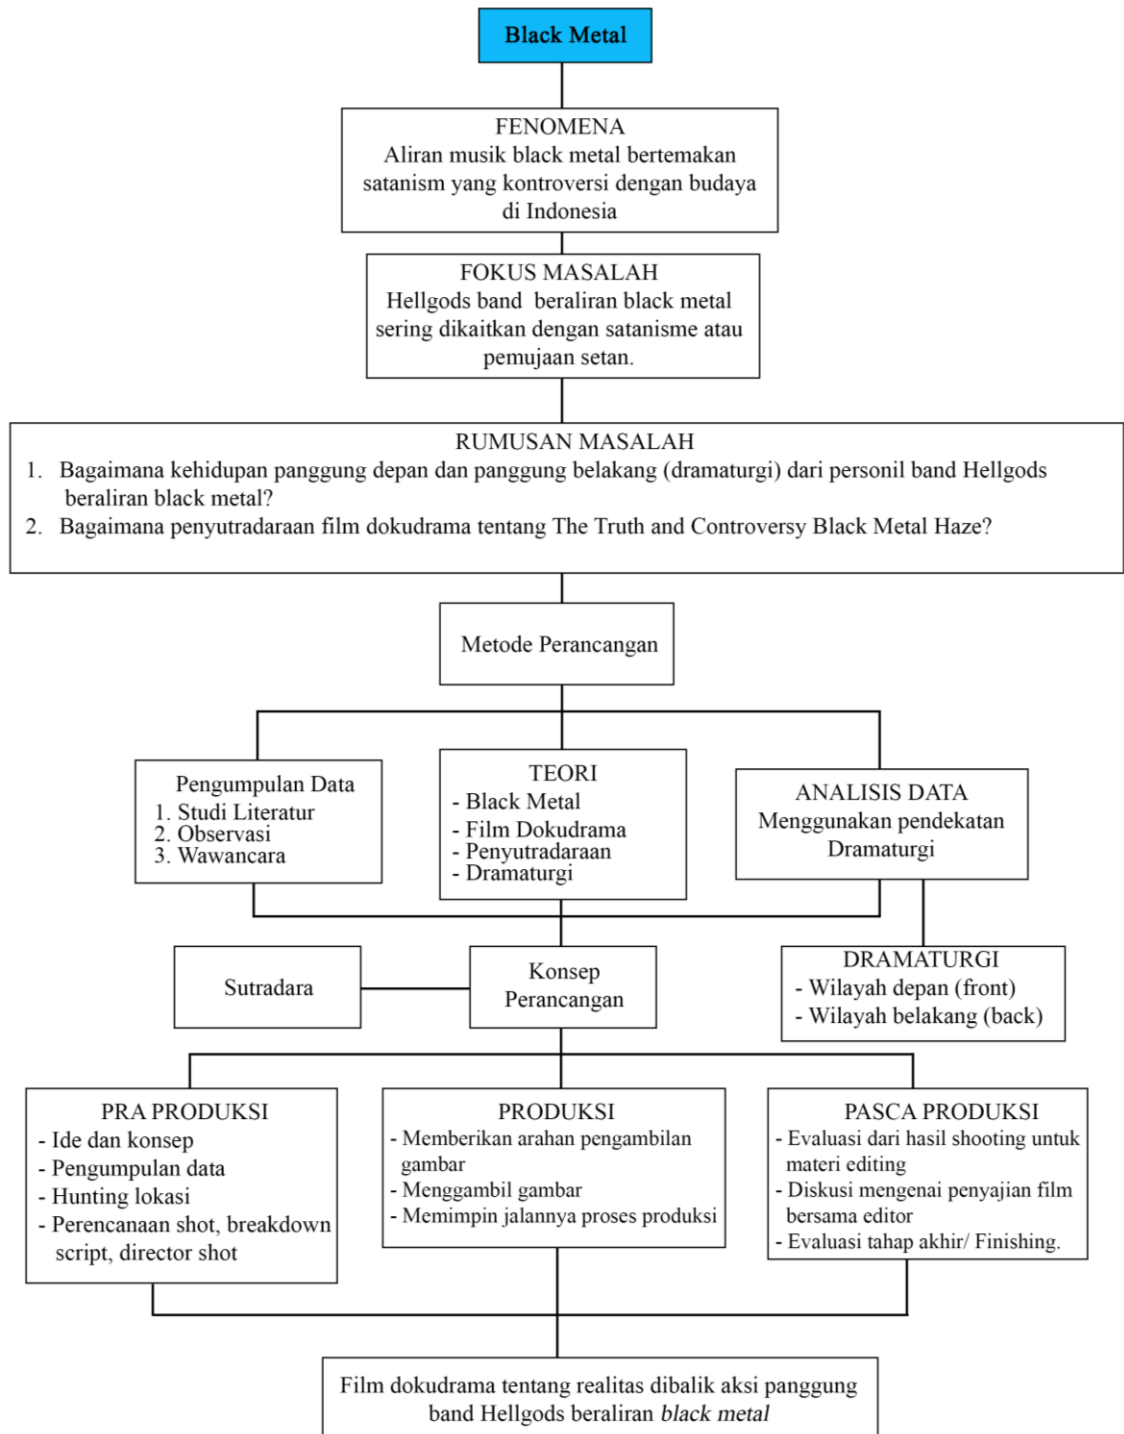 Black Metal
FENOMENA
Aliran musik black metal bertemakan
satanism yang kontroversi dengan budaya
di Indonesia
FOKUS MASALAH
Hellgods band beraliran black metal
sering dikaitkan dengan satanisme atau
pemujaan setan.
RUMUSAN MASALAH
1. Bagaimana kehidupan panggung depan dan panggung belakang (dramaturgi) dari personil band Hellgods
beraliran black metal?
2. Bagaimana penyutradaraan film dokudrama tentang The Truth and Controversy Black Metal Haze?
Metode Perancangan
Pengumpulan Data
1. Studi Literatur
2. Observasi
3. Wawancara
TEORI
- Black Metal
- Film Dokudrama
- Penyutradaraan
- Dramaturgi
ANALISIS DATA
Menggunakan pendekatan
Dramaturgi
Sutradara
Konsep
Perancangan
DRAMATURGI
- Wilayah depan (front)
- Wilayah belakang (back)
PRA PRODUKSI
- Ide dan konsep
- Pengumpulan data
- Hunting lokasi
- Perencanaan shot, breakdown
script, director shot
PRODUKSI
- Memberikan arahan pengambilan
gambar
- Menggambil gambar
- Memimpin jalannya proses produksi
PASCA PRODUKSI
- Evaluasi dari hasil shooting untuk
materi editing
- Diskusi mengenai penyajian film
bersama editor
- Evaluasi tahap akhir/ Finishing.
Film dokudrama tentang realitas dibalik aksi panggung
band Hellgods beraliran black metal